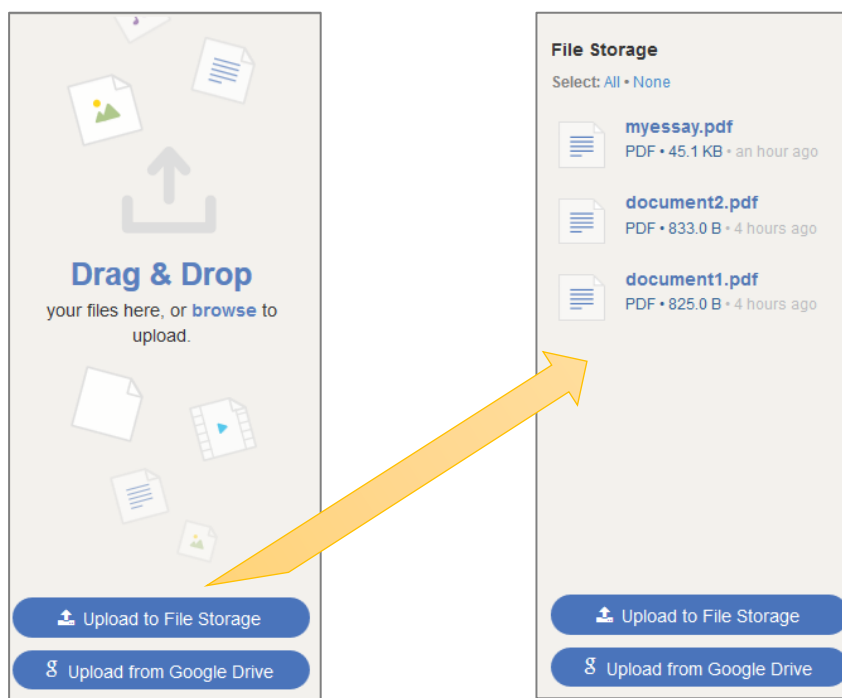 Drag & Drop
your files here, or browse to
upload.
Upload to File Storage
g Upload from Google Drive
File Storage
Select: All • None
myessay.pdf
PDF • 45.1 KB • an hour ago
document2.pdf
PDF • 833.0 B • 4 hours ago
document1.pdf
PDF • 825.0 B • 4 hours ago
Upload to File Storage
g Upload from Google Drive